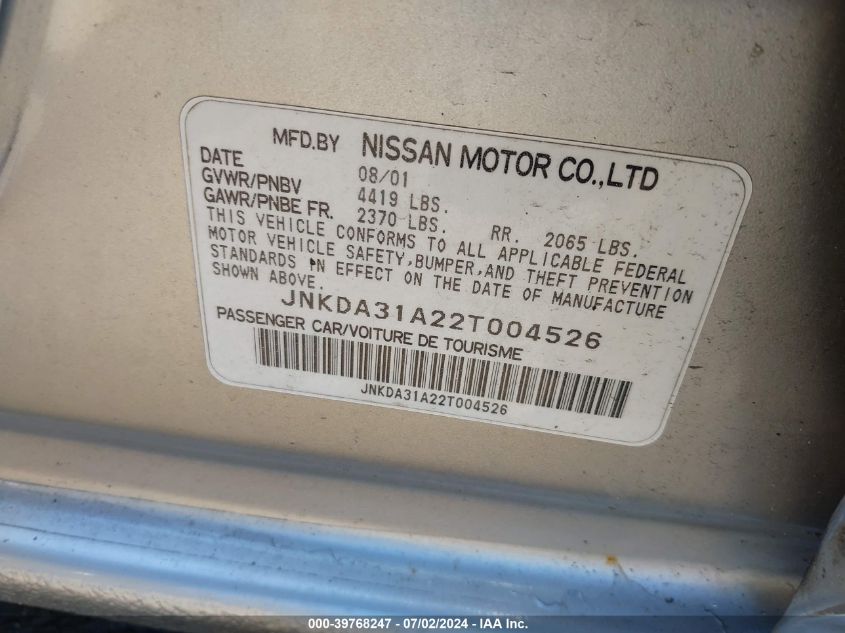 MFD.BY NISSAN MOTOR CO.,LTD
DATE 08/01
GVWR/PNBV 4419 LBS.
GAWR/PNBE FR. 2370 LBS. RR. 2065 LBS.
THIS VEHICLE CONFORMS TO ALL APPLICABLE FEDERAL
MOTOR VEHICLE SAFETY,BUMPER,AND THEFT PREVENTION
STANDARDS IN EFFECT ON THE DATE OF MANUFACTURE
SHOWN ABOVE.
JNKDA31A22T004526
PASSENGER CAR/VOITURE DE TOURISME
JNKDA31A22T004526
000-39768247 - 07/02/2024 - IAA Inc.